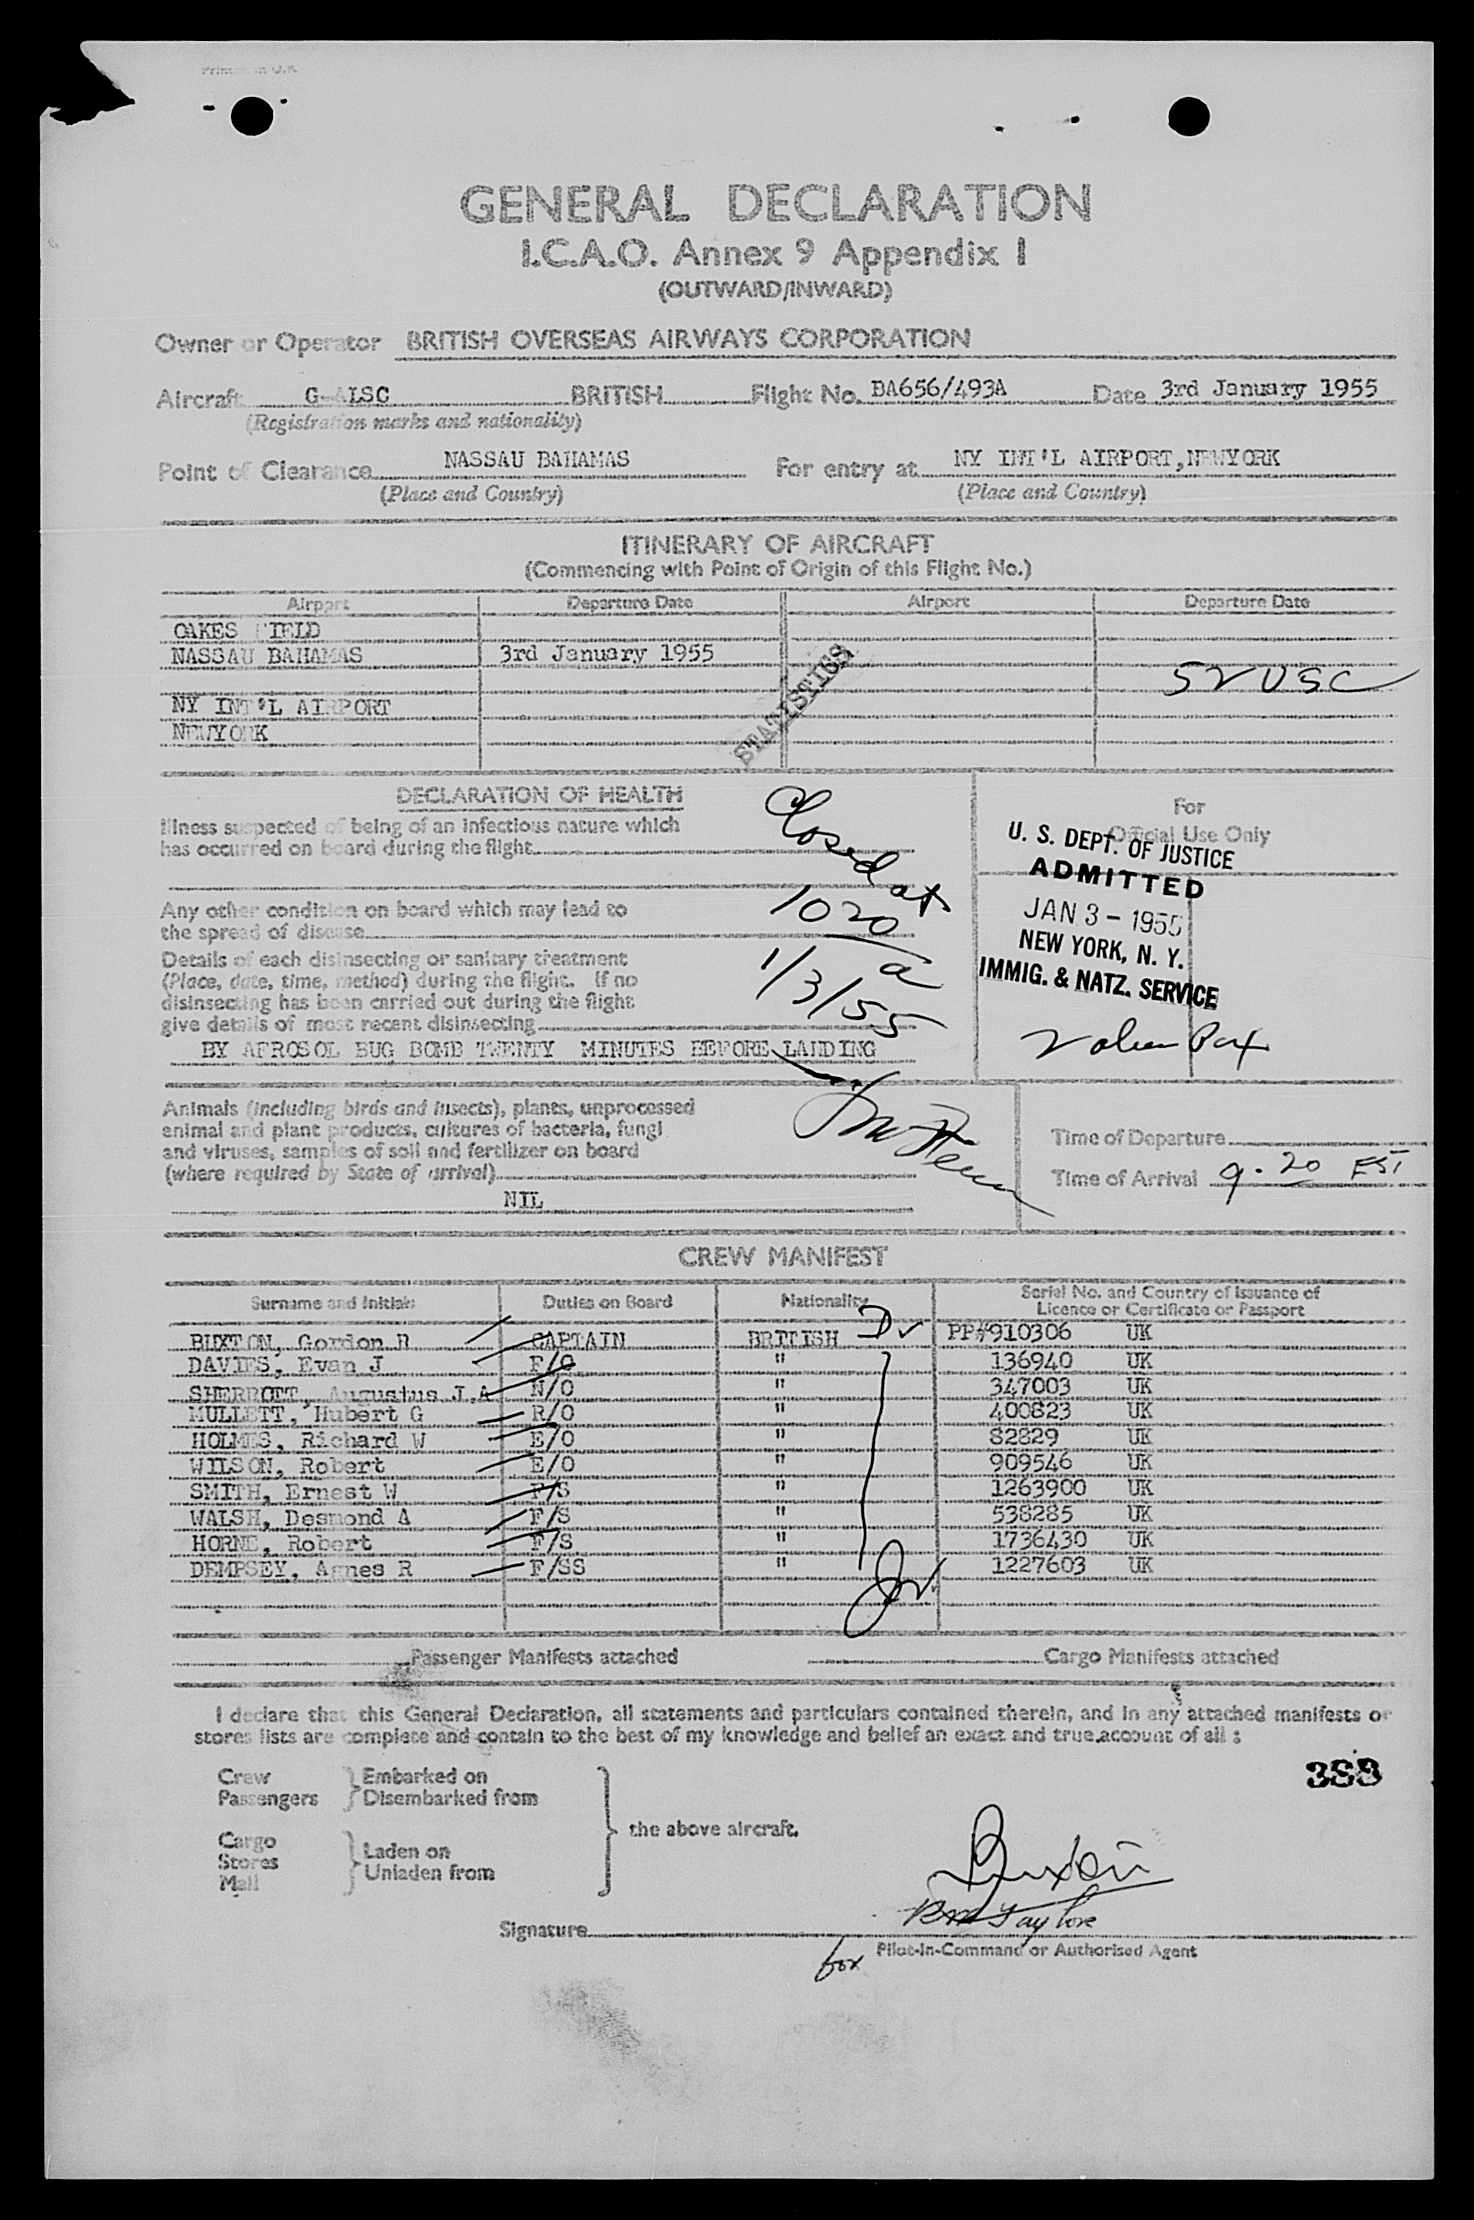 GENERAL DECLARATION
I.C.A.O. Annex 9 Appendix 1
(OUTWARD/INWARD)
Owner or Operator BRITISH OVERSEAS AIRWAYS CORPORATION
Aircraft G-ALSC BRITISH Flight No. BA656/493A Date 3rd January 1955
(Registration marks and nationality)
Point of Clearance NASSAU BAHAMAS For entry at NY INT'L AIRPORT, NEWYORK
(Place and Country) (Place and Country)
ITINERARY OF AIRCRAFT
(Commencing with Point of Origin of this Flight No.)
Airport Departure Date Airport Departure Date
OAKES FIELD
NASSAU BAHAMAS 3rd January 1955
STATISTICS
52 USC
NY INT'L AIRPORT
NEWYORK
DECLARATION OF HEALTH
Illness suspected of being of an infectious nature which
has occurred on board during the flight
Any other condition on board which may lead to
the spread of disease
Details of each disinsecting or sanitary treatment
(Place, date, time, method) during the flight. If no
disinsecting has been carried out during the flight
give details of most recent disinsecting
BY AEROSOL BUG BOMB TWENTY MINUTES BEFORE LANDING
Closed at
1020
a
1/3/55
For
Official Use Only
U. S. DEPT. OF JUSTICE
ADMITTED
JAN 3 - 1955
NEW YORK, N. Y.
IMMIG. & NATZ. SERVICE
Animals (including birds and insects), plants, unprocessed
animal and plant products, cultures of bacteria, fungi
and viruses, samples of soil and fertilizer on board
(where required by State of arrival)
NIL
Time of Departure
Time of Arrival 9.20 EST
CREW MANIFEST
Surname and Initials Duties on Board Nationality Serial No. and Country of Issuance of
Licence or Certificate or Passport
BUXTON, Gordon R CAPTAIN BRITISH PP#910306 UK
DAVIES, Evan J F/O " 136940 UK
SHERROTT, Augustus J.A N/O " 347003 UK
MULLETT, Hubert G R/O " 400823 UK
HOLMES, Richard W E/O " 82829 UK
WILSON, Robert E/O " 909546 UK
SMITH, Ernest W F/S " 1263900 UK
WALSH, Desmond A F/S " 538285 UK
HORNE, Robert F/S " 1736430 UK
DEMPSEY, Agnes R F/SS " 1227603 UK
Passenger Manifests attached Cargo Manifests attached
I declare that this General Declaration, all statements and particulars contained therein, and in any attached manifests or
stores lists are complete and contain to the best of my knowledge and belief an exact and true account of all :
388
Crew
Passengers
Embarked on
Disembarked from
Cargo
Stores
Mail
Laden on
Unladen from
the above aircraft.
Buxton
RM Taylore
Signature
for Pilot-in-Command or Authorised Agent